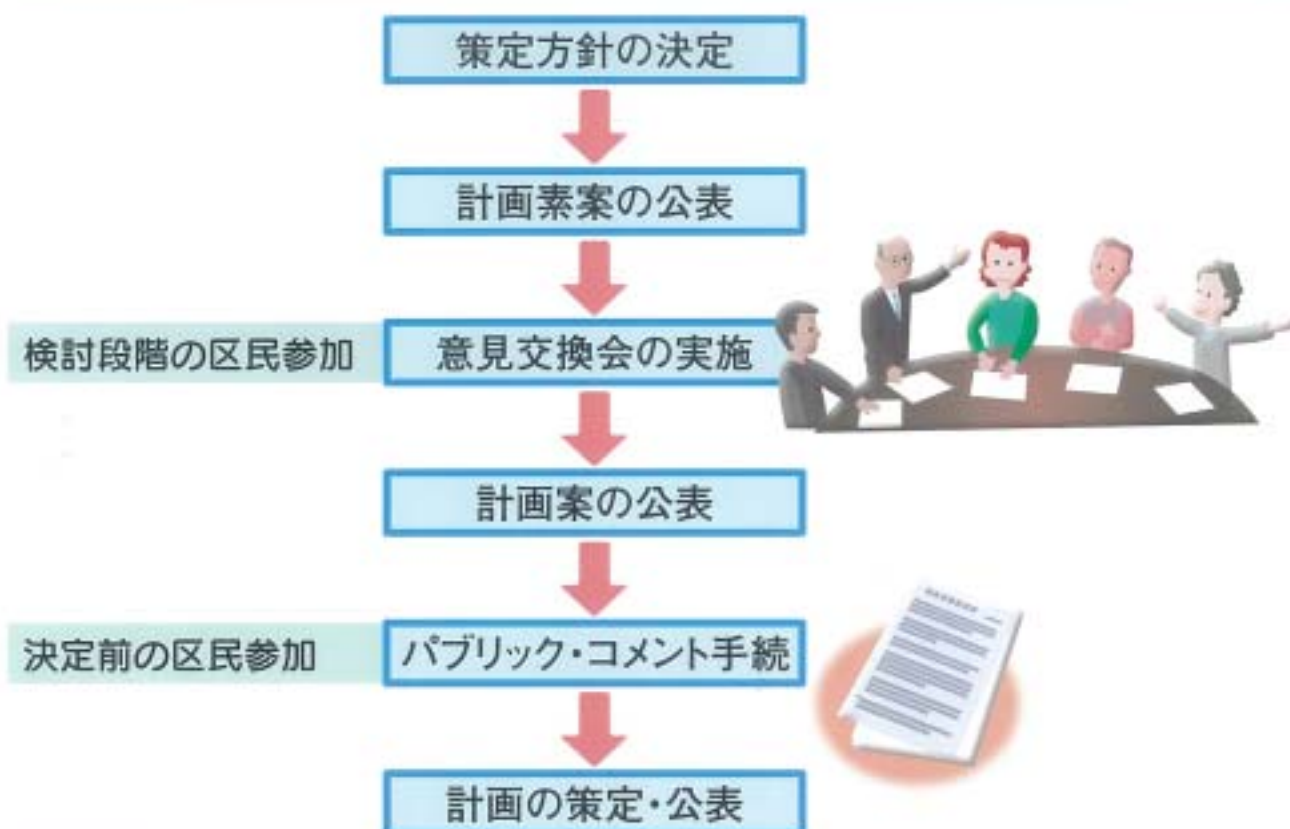 策定方針の決定
計画素案の公表
検討段階の区民参加
意見交換会の実施
計画案の公表
決定前の区民参加
パブリック・コメント手続
計画の策定・公表